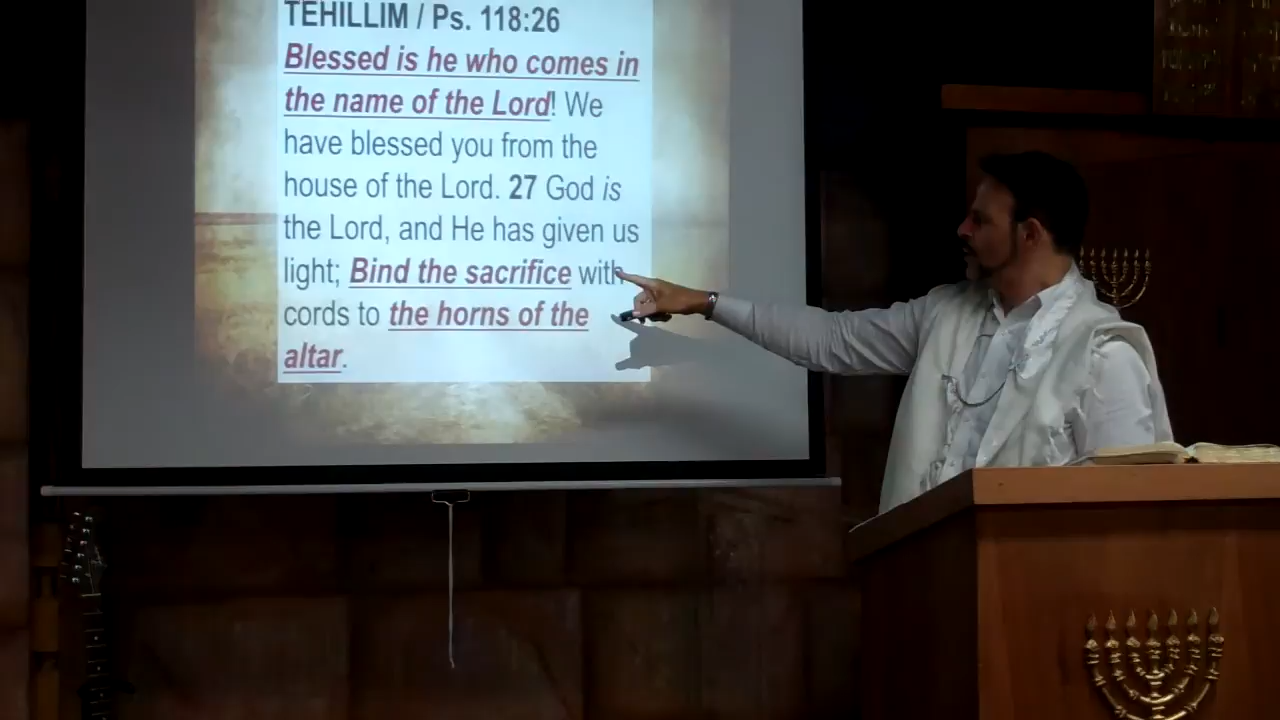 TEHILLIM / Ps. 118:26
Blessed is he who comes in
the name of the Lord! We
have blessed you from the
house of the Lord. 27 God is
the Lord, and He has given us
light; Bind the sacrifice with
cords to the horns of the
altar.